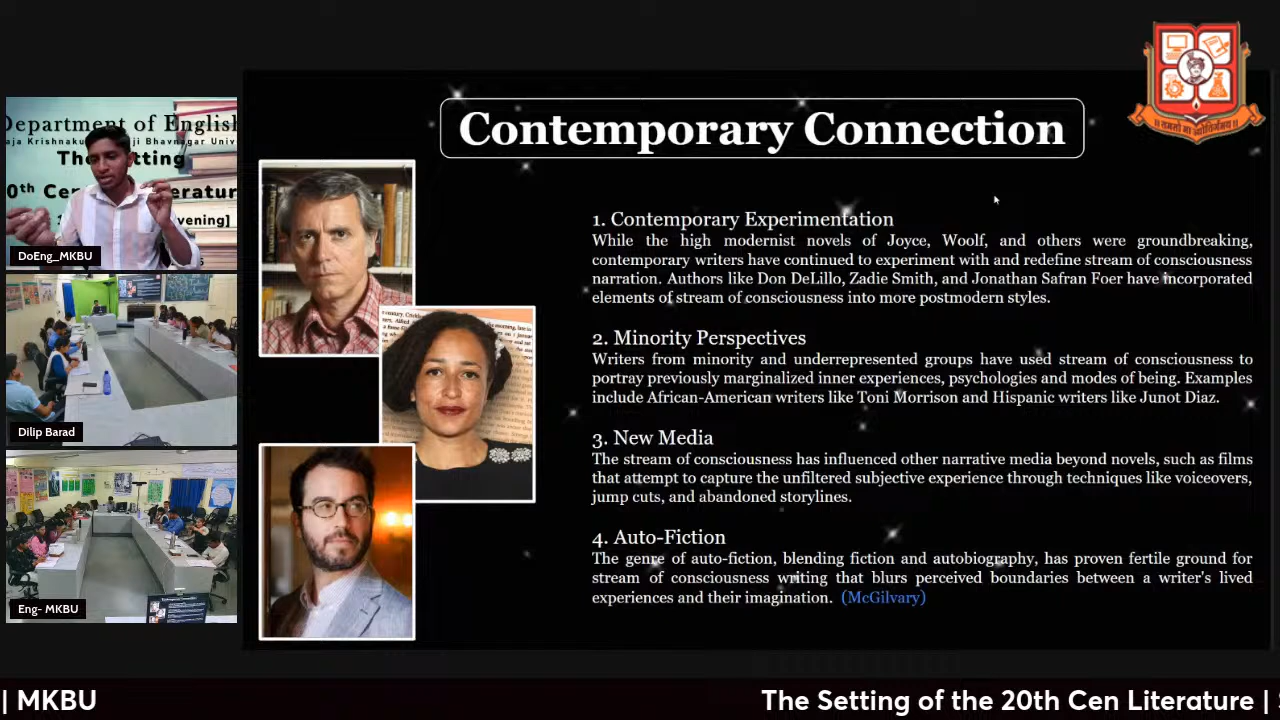 Contemporary Connection
1. Contemporary Experimentation
While the high modernist novels of Joyce, Woolf, and others were groundbreaking,
contemporary writers have continued to experiment with and redefine stream of consciousness
narration. Authors like Don DeLillo, Zadie Smith, and Jonathan Safran Foer have incorporated
elements of stream of consciousness into more postmodern styles.
2. Minority Perspectives
Writers from minority and underrepresented groups have used stream of consciousness to
portray previously marginalized inner experiences, psychologies and modes of being. Examples
include African-American writers like Toni Morrison and Hispanic writers like Junot Diaz.
3. New Media
The stream of consciousness has influenced other narrative media beyond novels, such as films
that attempt to capture the unfiltered subjective experience through techniques like voiceovers,
jump cuts, and abandoned storylines.
4. Auto-Fiction
The genre of auto-fiction, blending fiction and autobiography, has proven fertile ground for
stream of consciousness writing that blurs perceived boundaries between a writer's lived
experiences and their imagination. (McGilvary)
Department of English
Bhavnagar
DoEng_MKBU
Dilip Barad
Eng- MKBU
| MKBU
The Setting of the 20th Cen Literature |